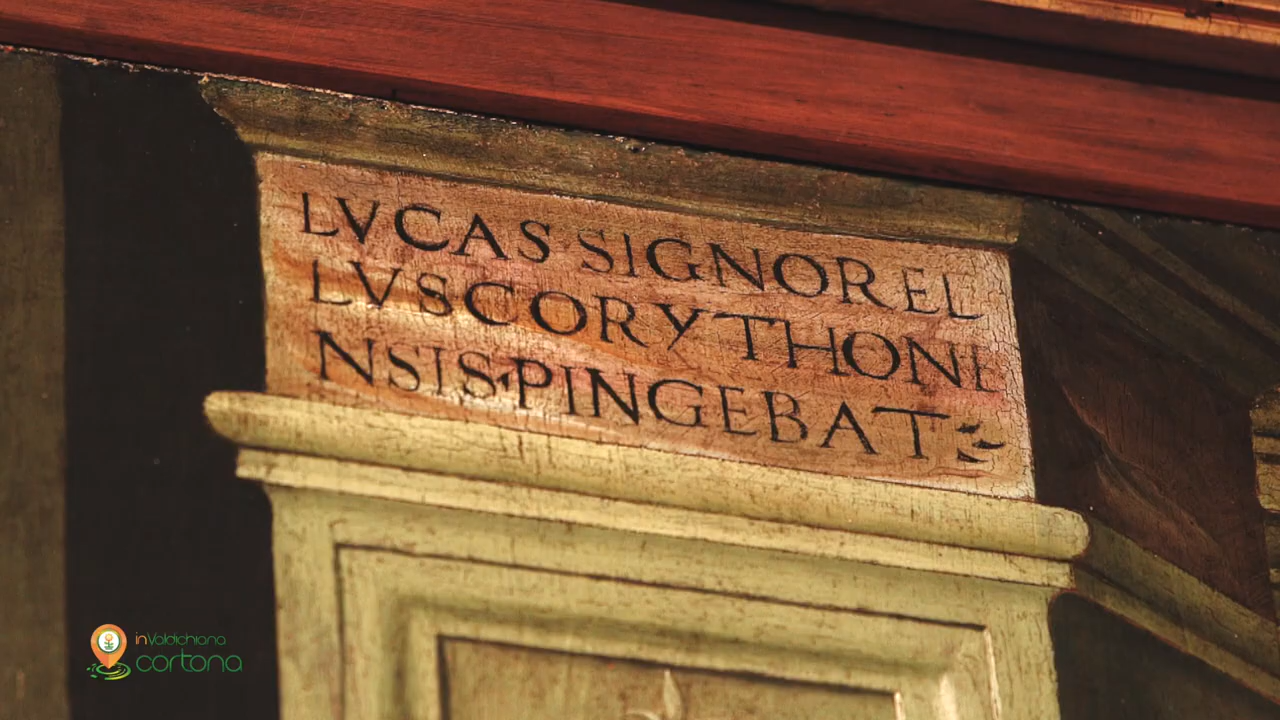 LVCAS SIGNOREL
LVSCORYTHONE
NSIS·PINGEBAT
inValdichiana
cortona